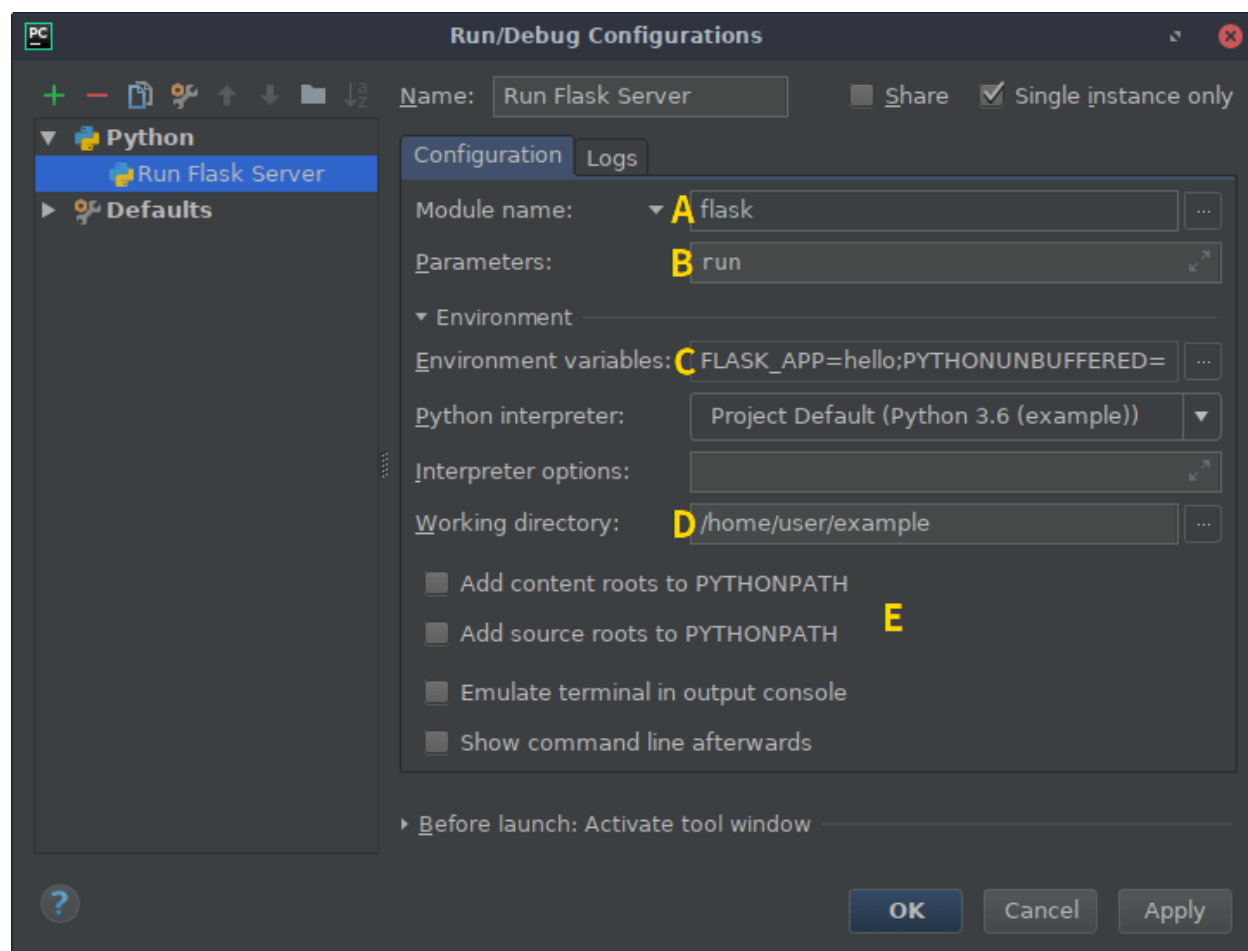 PC
Run/Debug Configurations
Name: Run Flask Server Share Single instance only
Python
Run Flask Server
Defaults
Configuration Logs
Module name: A flask ...
Parameters: B run
Environment
Environment variables: C FLASK_APP=hello;PYTHONUNBUFFERED= ...
Python interpreter: Project Default (Python 3.6 (example))
Interpreter options:
Working directory: D /home/user/example ...
Add content roots to PYTHONPATH
E
Add source roots to PYTHONPATH
Emulate terminal in output console
Show command line afterwards
Before launch: Activate tool window
? OK Cancel Apply